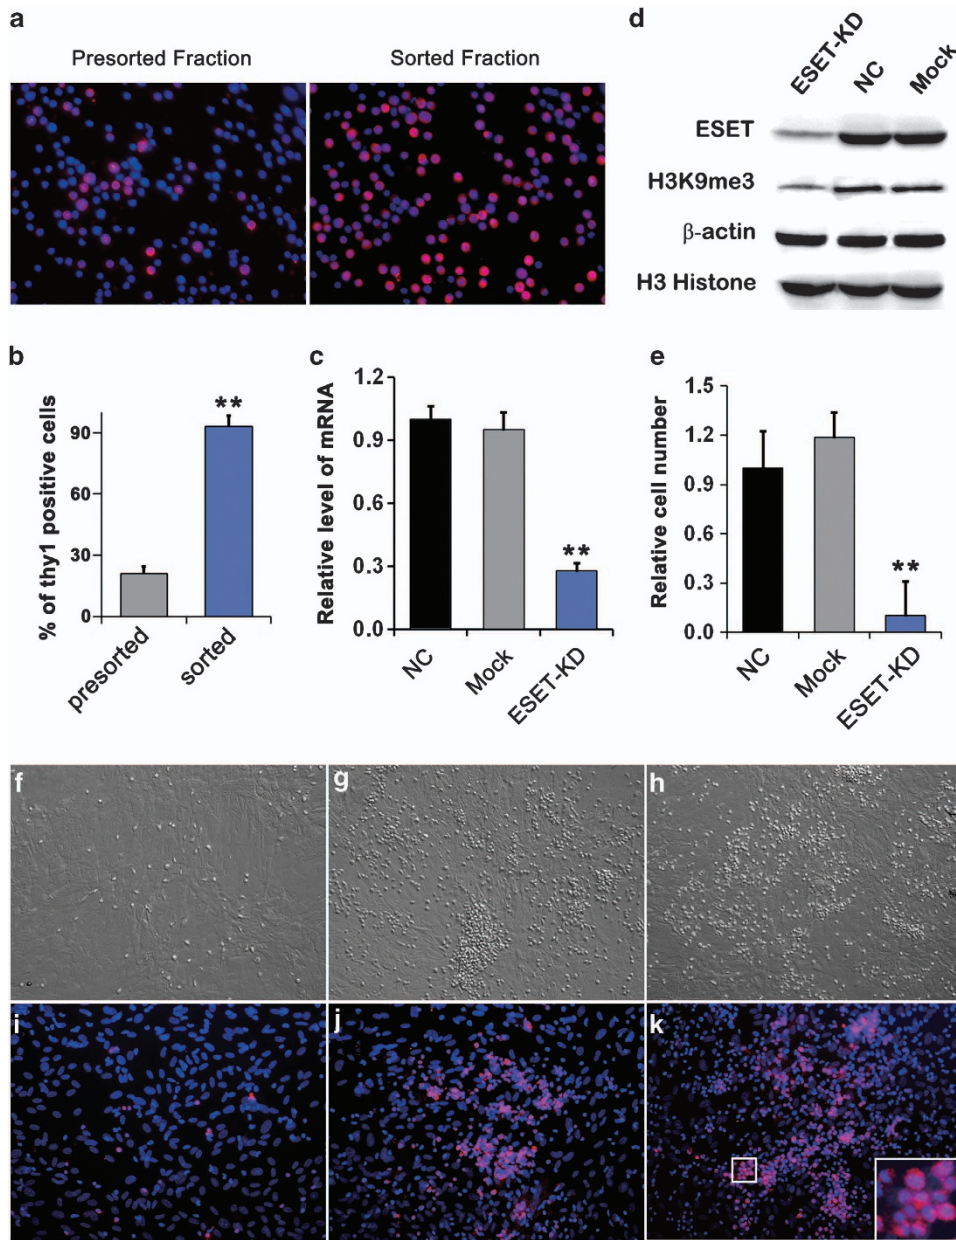 a
Presorted Fraction
Sorted Fraction
d
ESET-KD
NC
Mock
ESET
H3K9me3
β-actin
H3 Histone
b
% of thy1 positive cells
90
60
30
0
**
presorted
sorted
c
Relative level of mRNA
1.2
0.9
0.6
0.3
0.0
**
NC
Mock
ESET-KD
e
Relative cell number
1.5
1.2
0.9
0.6
0.3
0.0
**
NC
Mock
ESET-KD
f
g
h
i
j
k